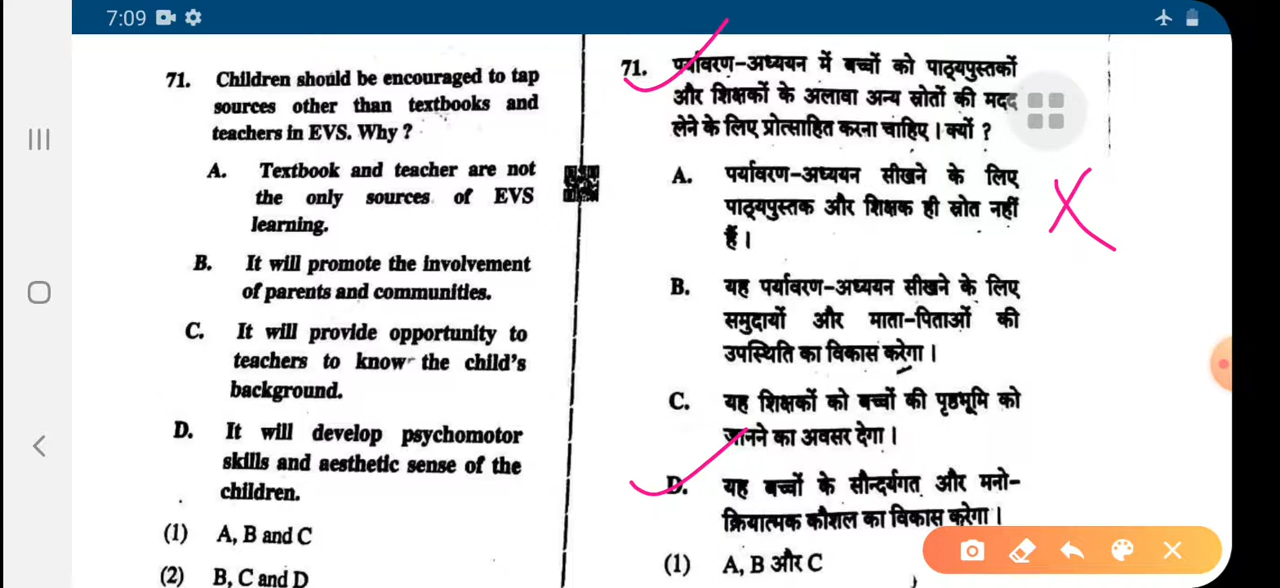 7:09
71. Children should be encouraged to tap
sources other than textbooks and
teachers in EVS. Why ?
A. Textbook and teacher are not
the only sources of EVS
learning.
B. It will promote the involvement
of parents and communities.
C. It will provide opportunity to
teachers to know the child's
background.
D. It will develop psychomotor
skills and aesthetic sense of the
children.
(1) A, B and C
(2) B, C and D
71. पर्यावरण-अध्ययन में बच्चों को पाठ्यपुस्तकों
और शिक्षकों के अलावा अन्य स्रोतों की मदद
लेने के लिए प्रोत्साहित करना चाहिए । क्यों ?
A. पर्यावरण-अध्ययन सीखने के लिए
पाठ्यपुस्तक और शिक्षक ही स्रोत नहीं
हैं ।
B. यह पर्यावरण-अध्ययन सीखने के लिए
समुदायों और माता-पिताओं की
उपस्थिति का विकास करेगा ।
C. यह शिक्षकों को बच्चों की पृष्ठभूमि को
जानने का अवसर देगा ।
D. यह बच्चों के सौन्दर्यगत और मनो-
क्रियात्मक कौशल का विकास करेगा ।
(1) A, B और C